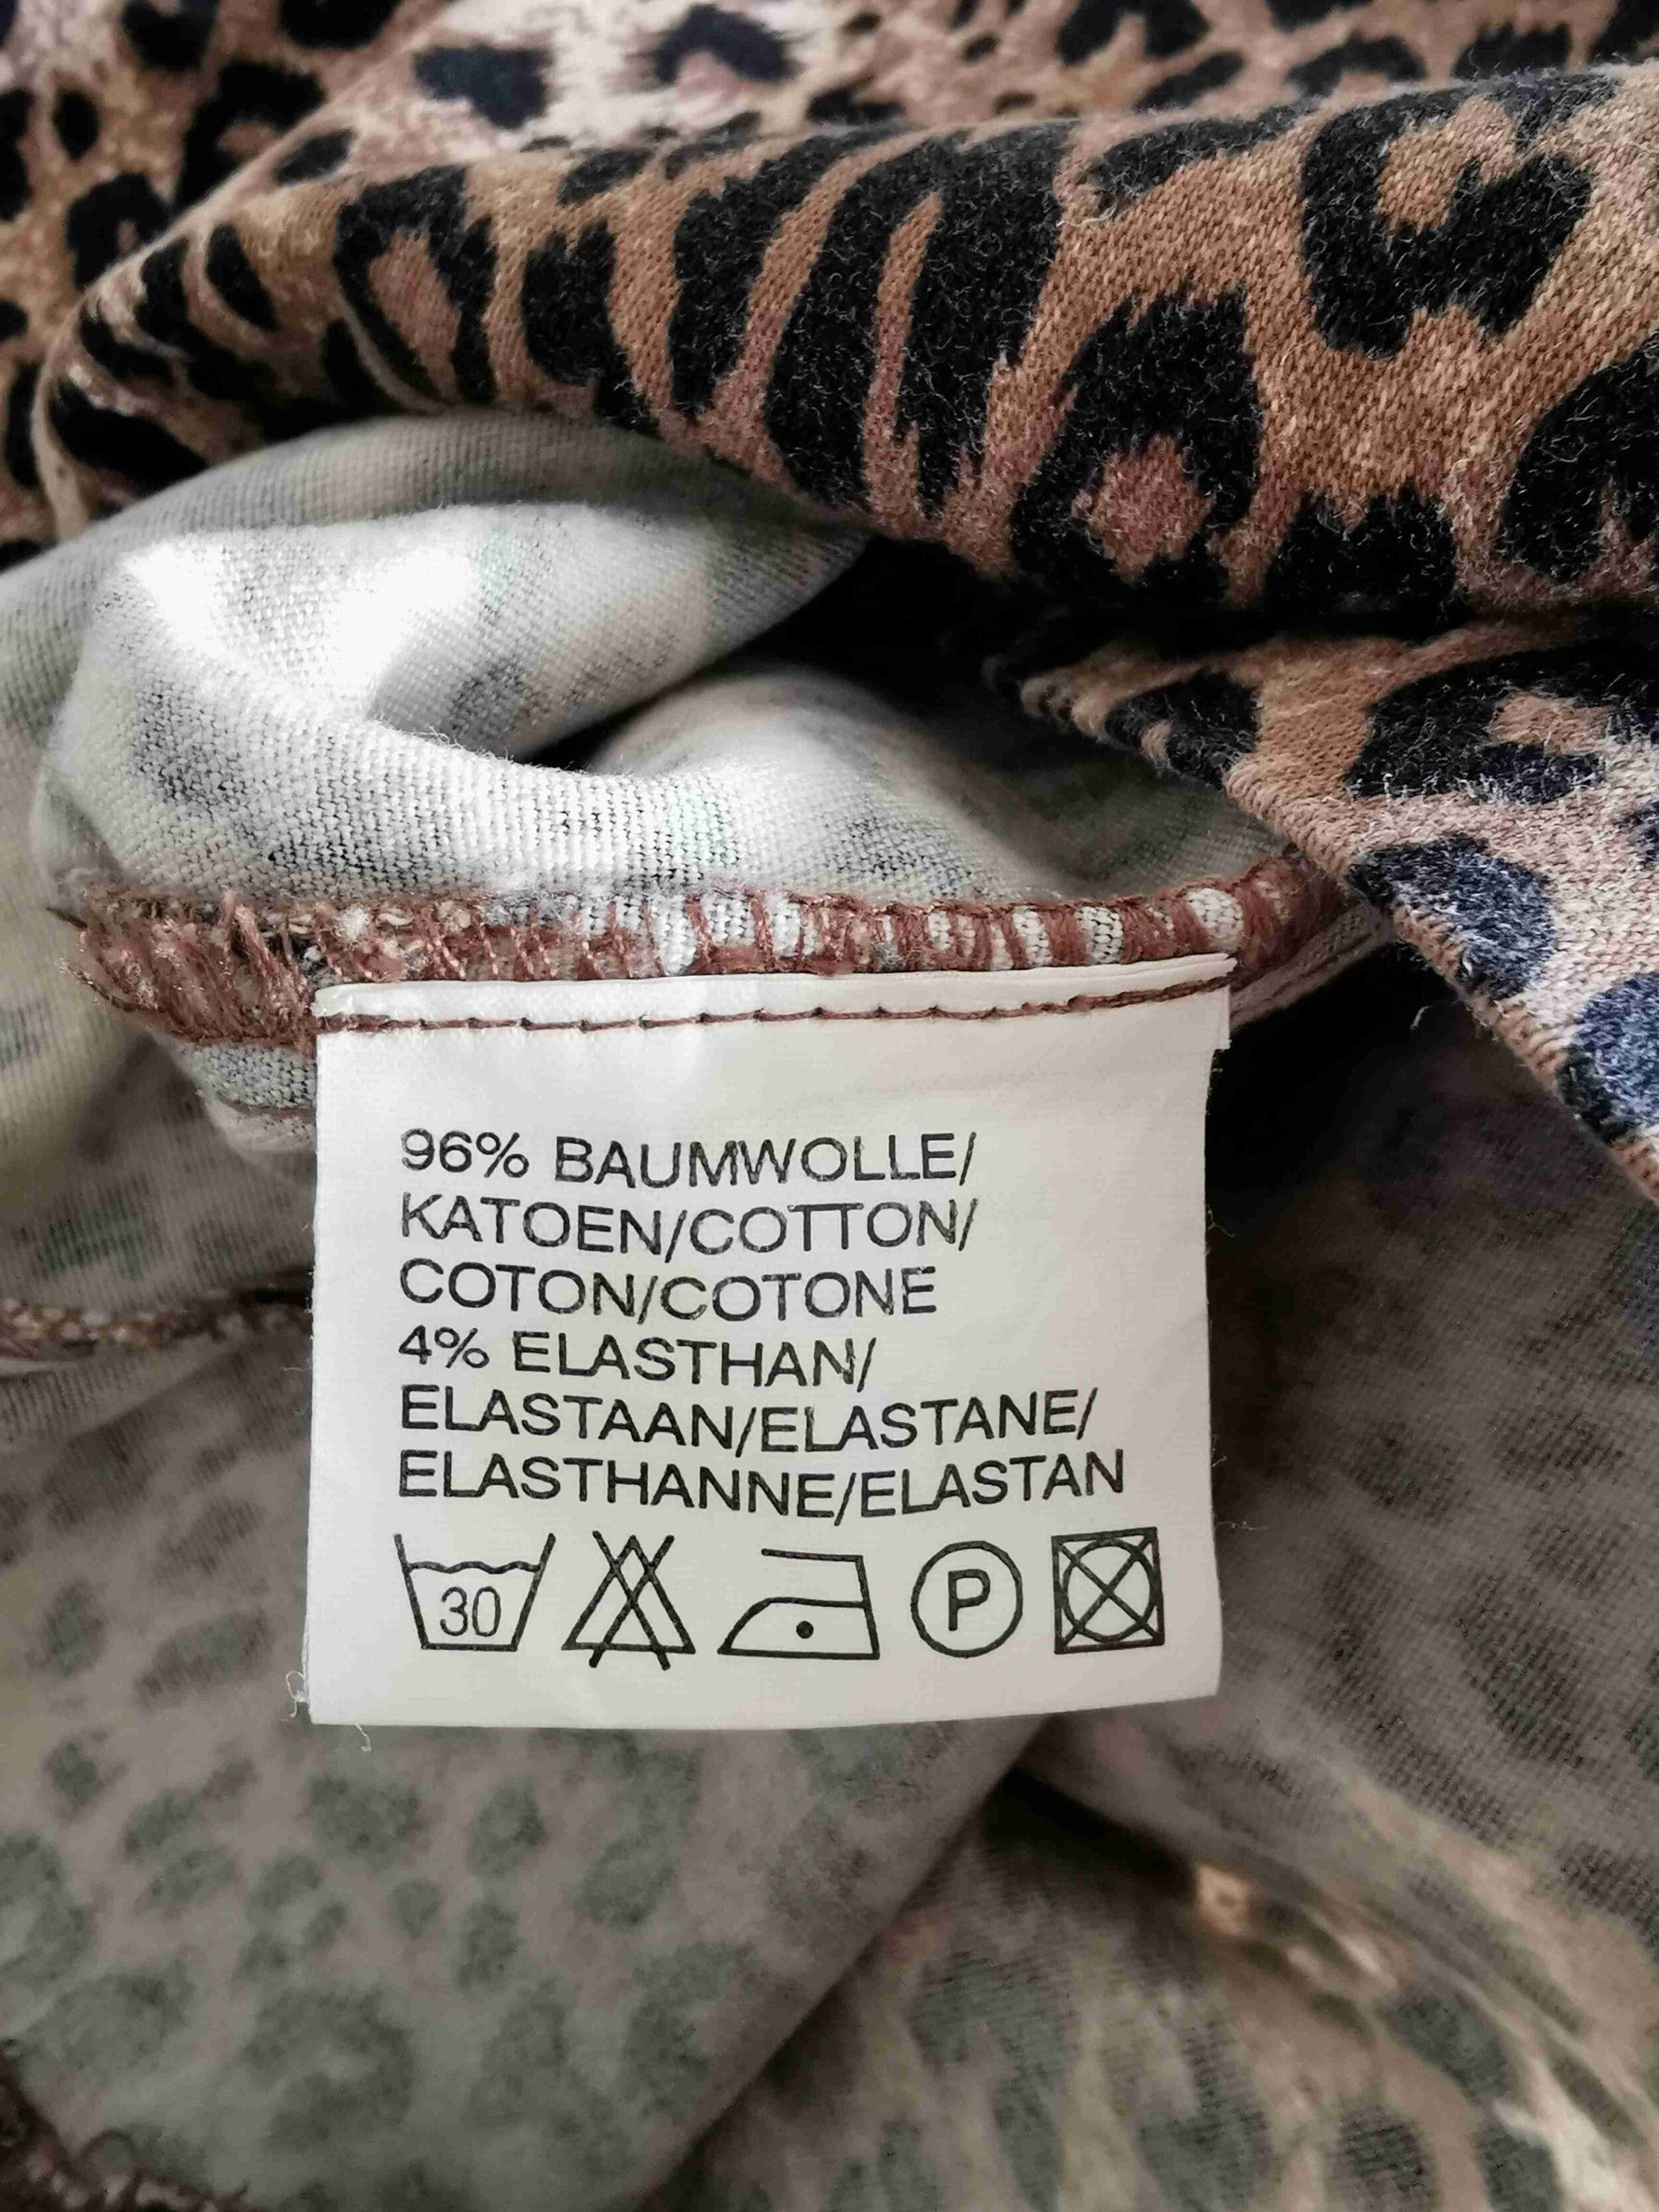 96% BAUMWOLLE/
KATOEN/COTTON/
COTON/COTONE
4% ELASTHAN/
ELASTAAN/ELASTANE/
ELASTHANNE/ELASTAN
30 P